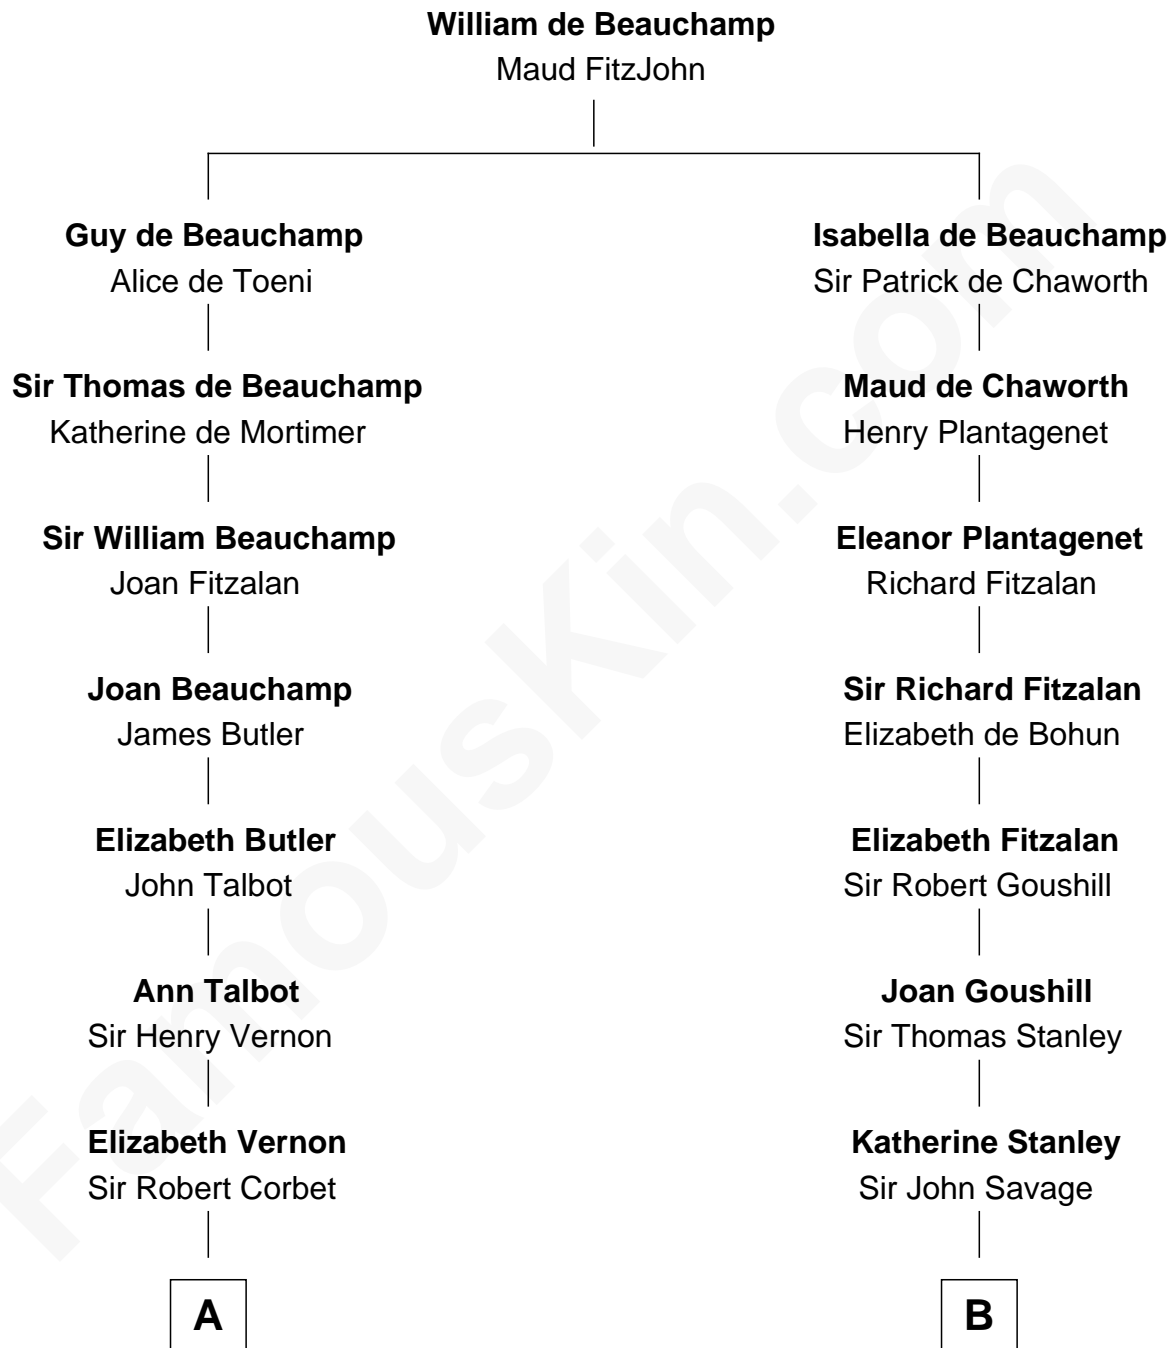 William de Beauchamp
Maud FitzJohn
Guy de Beauchamp
Alice de Toeni
Isabella de Beauchamp
Sir Patrick de Chaworth
Sir Thomas de Beauchamp
Katherine de Mortimer
Maud de Chaworth
Henry Plantagenet
Sir William Beauchamp
Joan Fitzalan
Eleanor Plantagenet
Richard Fitzalan
Joan Beauchamp
James Butler
Sir Richard Fitzalan
Elizabeth de Bohun
Elizabeth Butler
John Talbot
Elizabeth Fitzalan
Sir Robert Goushill
Ann Talbot
Sir Henry Vernon
Joan Goushill
Sir Thomas Stanley
Elizabeth Vernon
Sir Robert Corbet
Katherine Stanley
Sir John Savage
A
B
FamousKin.com